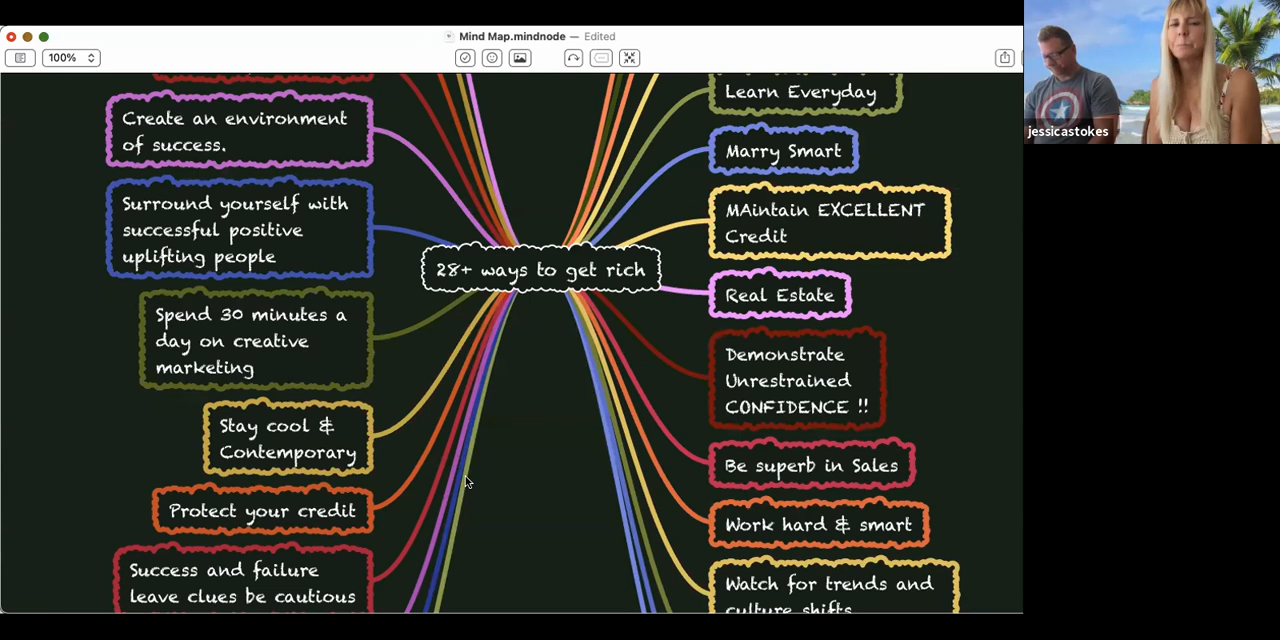 Mind Map.mindnode — Edited
100%
jessicastokes
28+ ways to get rich
Create an environment
of success.
Surround yourself with
successful positive
uplifting people
Spend 30 minutes a
day on creative
marketing
Stay cool &
Contemporary
Protect your credit
Success and failure
leave clues be cautious
Learn Everyday
Marry Smart
MAintain EXCELLENT
Credit
Real Estate
Demonstrate
Unrestrained
CONFIDENCE !!
Be superb in Sales
Work hard & smart
Watch for trends and
culture shifts